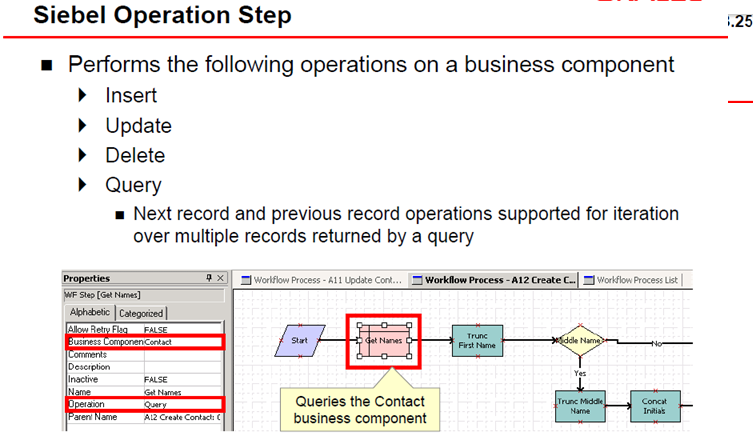 Siebel Operation Step
.25
Performs the following operations on a business component
Insert
Update
Delete
Query
Next record and previous record operations supported for iteration
over multiple records returned by a query
Properties
WF Step [Get Names]
Alphabetic Categorized
Allow Retry Flag FALSE
Business Componen Contact
Comments
Description
Inactive FALSE
Name Get Names
Operation Query
Parent Name A12 Create Contact:
Workflow Process - A11 Update Cont... Workflow Process - A12 Create C... Workflow Process List
Start
Get Names
Trunc
First Name
Middle Name
No
Yes
Trunc Middle
Name
Concat
Initials
Queries the Contact
business component